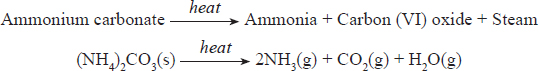 Ammonium carbonate heat Ammonia + Carbon (VI) oxide + Steam
(NH₄)₂CO₃(s) heat 2NH₃(g) + CO₂(g) + H₂O(g)